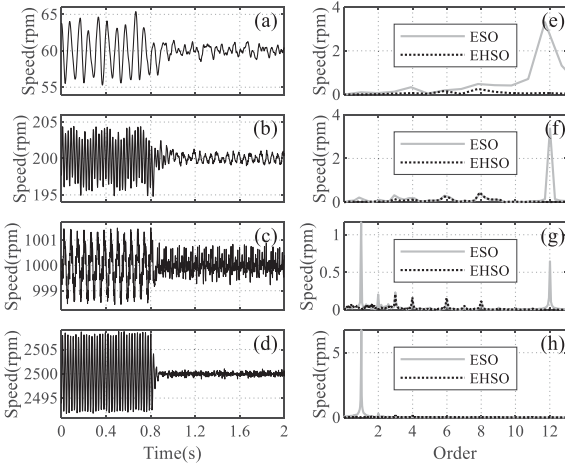 Speed(rpm)
65
60
55
(a)
Speed(rpm)
205
200
195
(b)
Speed(rpm)
1001
1000
999
(c)
Speed(rpm)
2505
2500
2495
(d)
0 0.4 0.8 1.2 1.6 2
Time(s)
Speed(rpm)
4
2
0
ESO
EHSO
(e)
Speed(rpm)
4
2
0
ESO
EHSO
(f)
Speed(rpm)
1
0.5
0
ESO
EHSO
(g)
Speed(rpm)
5
0
ESO
EHSO
(h)
2 4 6 8 10 12
Order